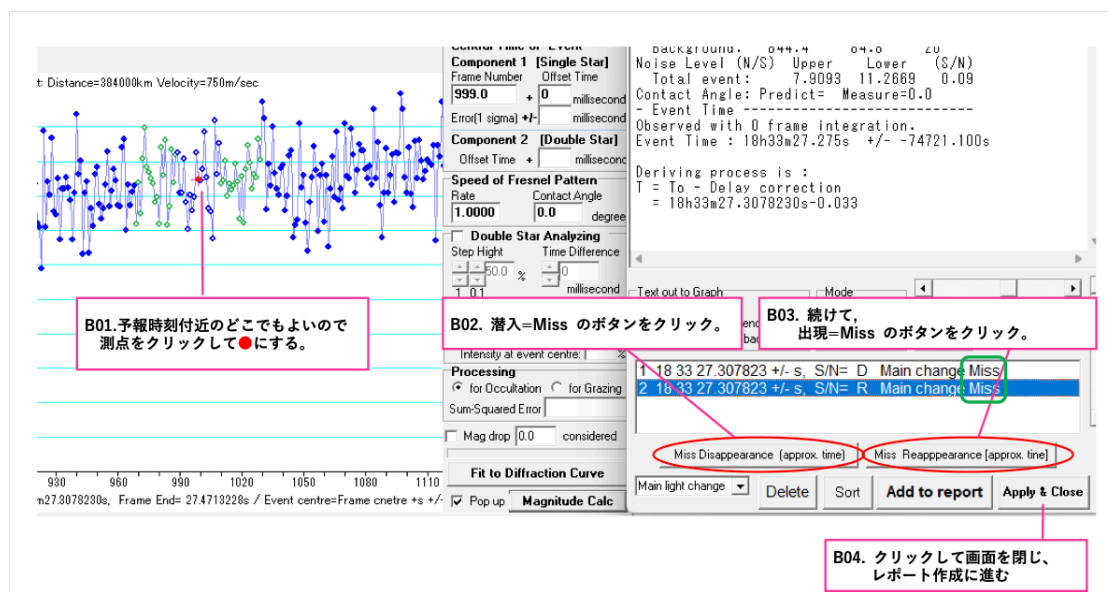 t: Distance=384000km Velocity=750m/sec
930 960 990 1020 1050 1080 1110
m27.3078230s, Frame End= 27.4713228s / Event centre=Frame cnetre +s +/-
B01.予報時刻付近のどこでもよいので
測点をクリックして●にする。
Central Time of Event
Component 1 [Single Star]
Frame Number Offset Time
999.0 + 0 millisecond
Error(1 sigma) +/- millisecond
Component 2 [Double Star]
Offset Time + millisecond
Speed of Fresnel Pattern
Rate Contact Angle
1.0000 0.0 degree
Double Star Analyzing
Step Hight Time Difference
50.0 % 0
1 0.1 millisecond
B02. 潜入=Miss のボタンをクリック。
Intensity at event centre: %
Processing
for Occultation for Grazing
Sum-Squared Error
Mag drop 0.0 considered
Fit to Diffraction Curve
Pop up Magnitude Calc
Background: 844.4 64.8 20
Noise Level (N/S) Upper Lower (S/N)
Total event: 7.9093 11.2669 0.09
Contact Angle: Predict= Measure=0.0
- Event Time ----------------------------
Observed with 0 frame integration.
Event Time : 18h33m27.275s +/- -74721.100s
Deriving process is :
T = To - Delay correction
= 18h33m27.3078230s-0.033
Text out to Graph Mode
B03. 続けて,
出現=Miss のボタンをクリック。
1 18 33 27.307823 +/- s, S/N= D Main change Miss
2 18 33 27.307823 +/- s, S/N= R Main change Miss
Miss Disappearance (approx. time) Miss Reapppearance [approx. tine]
Main light change Delete Sort Add to report Apply & Close
B04. クリックして画面を閉じ、
レポート作成に進む